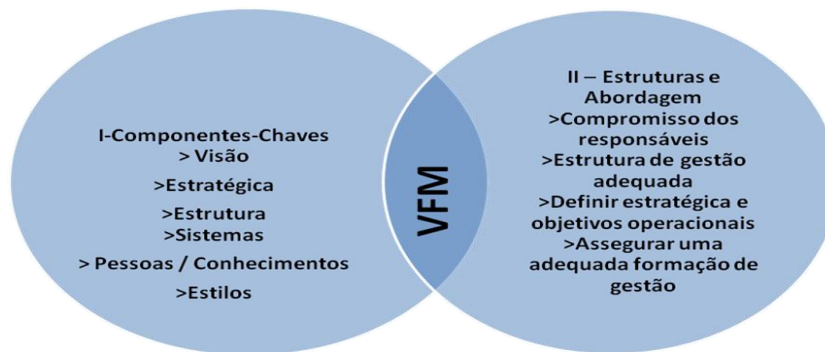 I-Componentes-Chaves
> Visão
>Estratégica
>Estrutura
>Sistemas
> Pessoas / Conhecimentos
>Estilos
VFM
II – Estruturas e
Abordagem
>Compromisso dos
responsáveis
>Estrutura de gestão
adequada
>Definir estratégica e
objetivos operacionais
>Assegurar uma
adequada formação de
gestão